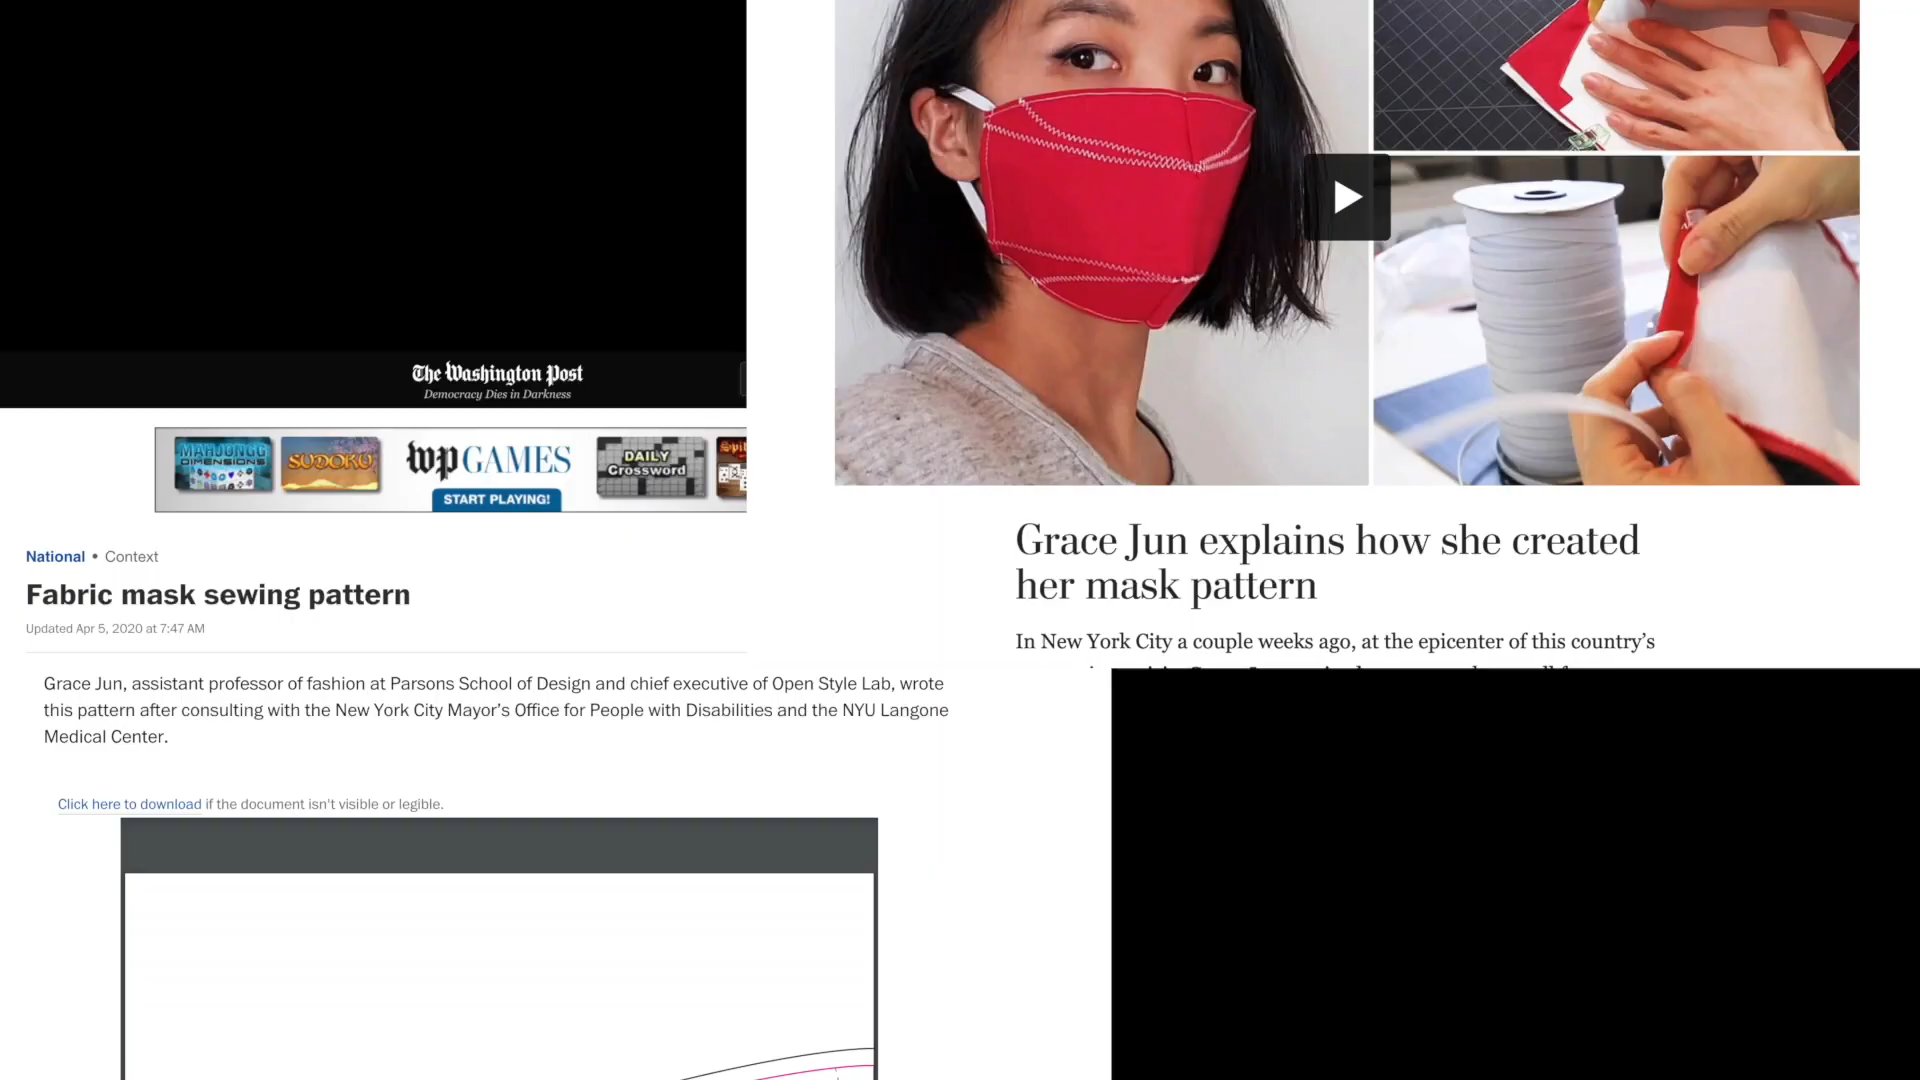 The Washington Post
Democracy Dies in Darkness
MAHJONGG
DIMENSIONS
SUDOKU
wp GAMES
START PLAYING!
DAILY
Crossword
National • Context
Fabric mask sewing pattern
Updated Apr 5, 2020 at 7:47 AM
Grace Jun, assistant professor of fashion at Parsons School of Design and chief executive of Open Style Lab, wrote
this pattern after consulting with the New York City Mayor’s Office for People with Disabilities and the NYU Langone
Medical Center.
Click here to download if the document isn't visible or legible.
Grace Jun explains how she created
her mask pattern
In New York City a couple weeks ago, at the epicenter of this country’s